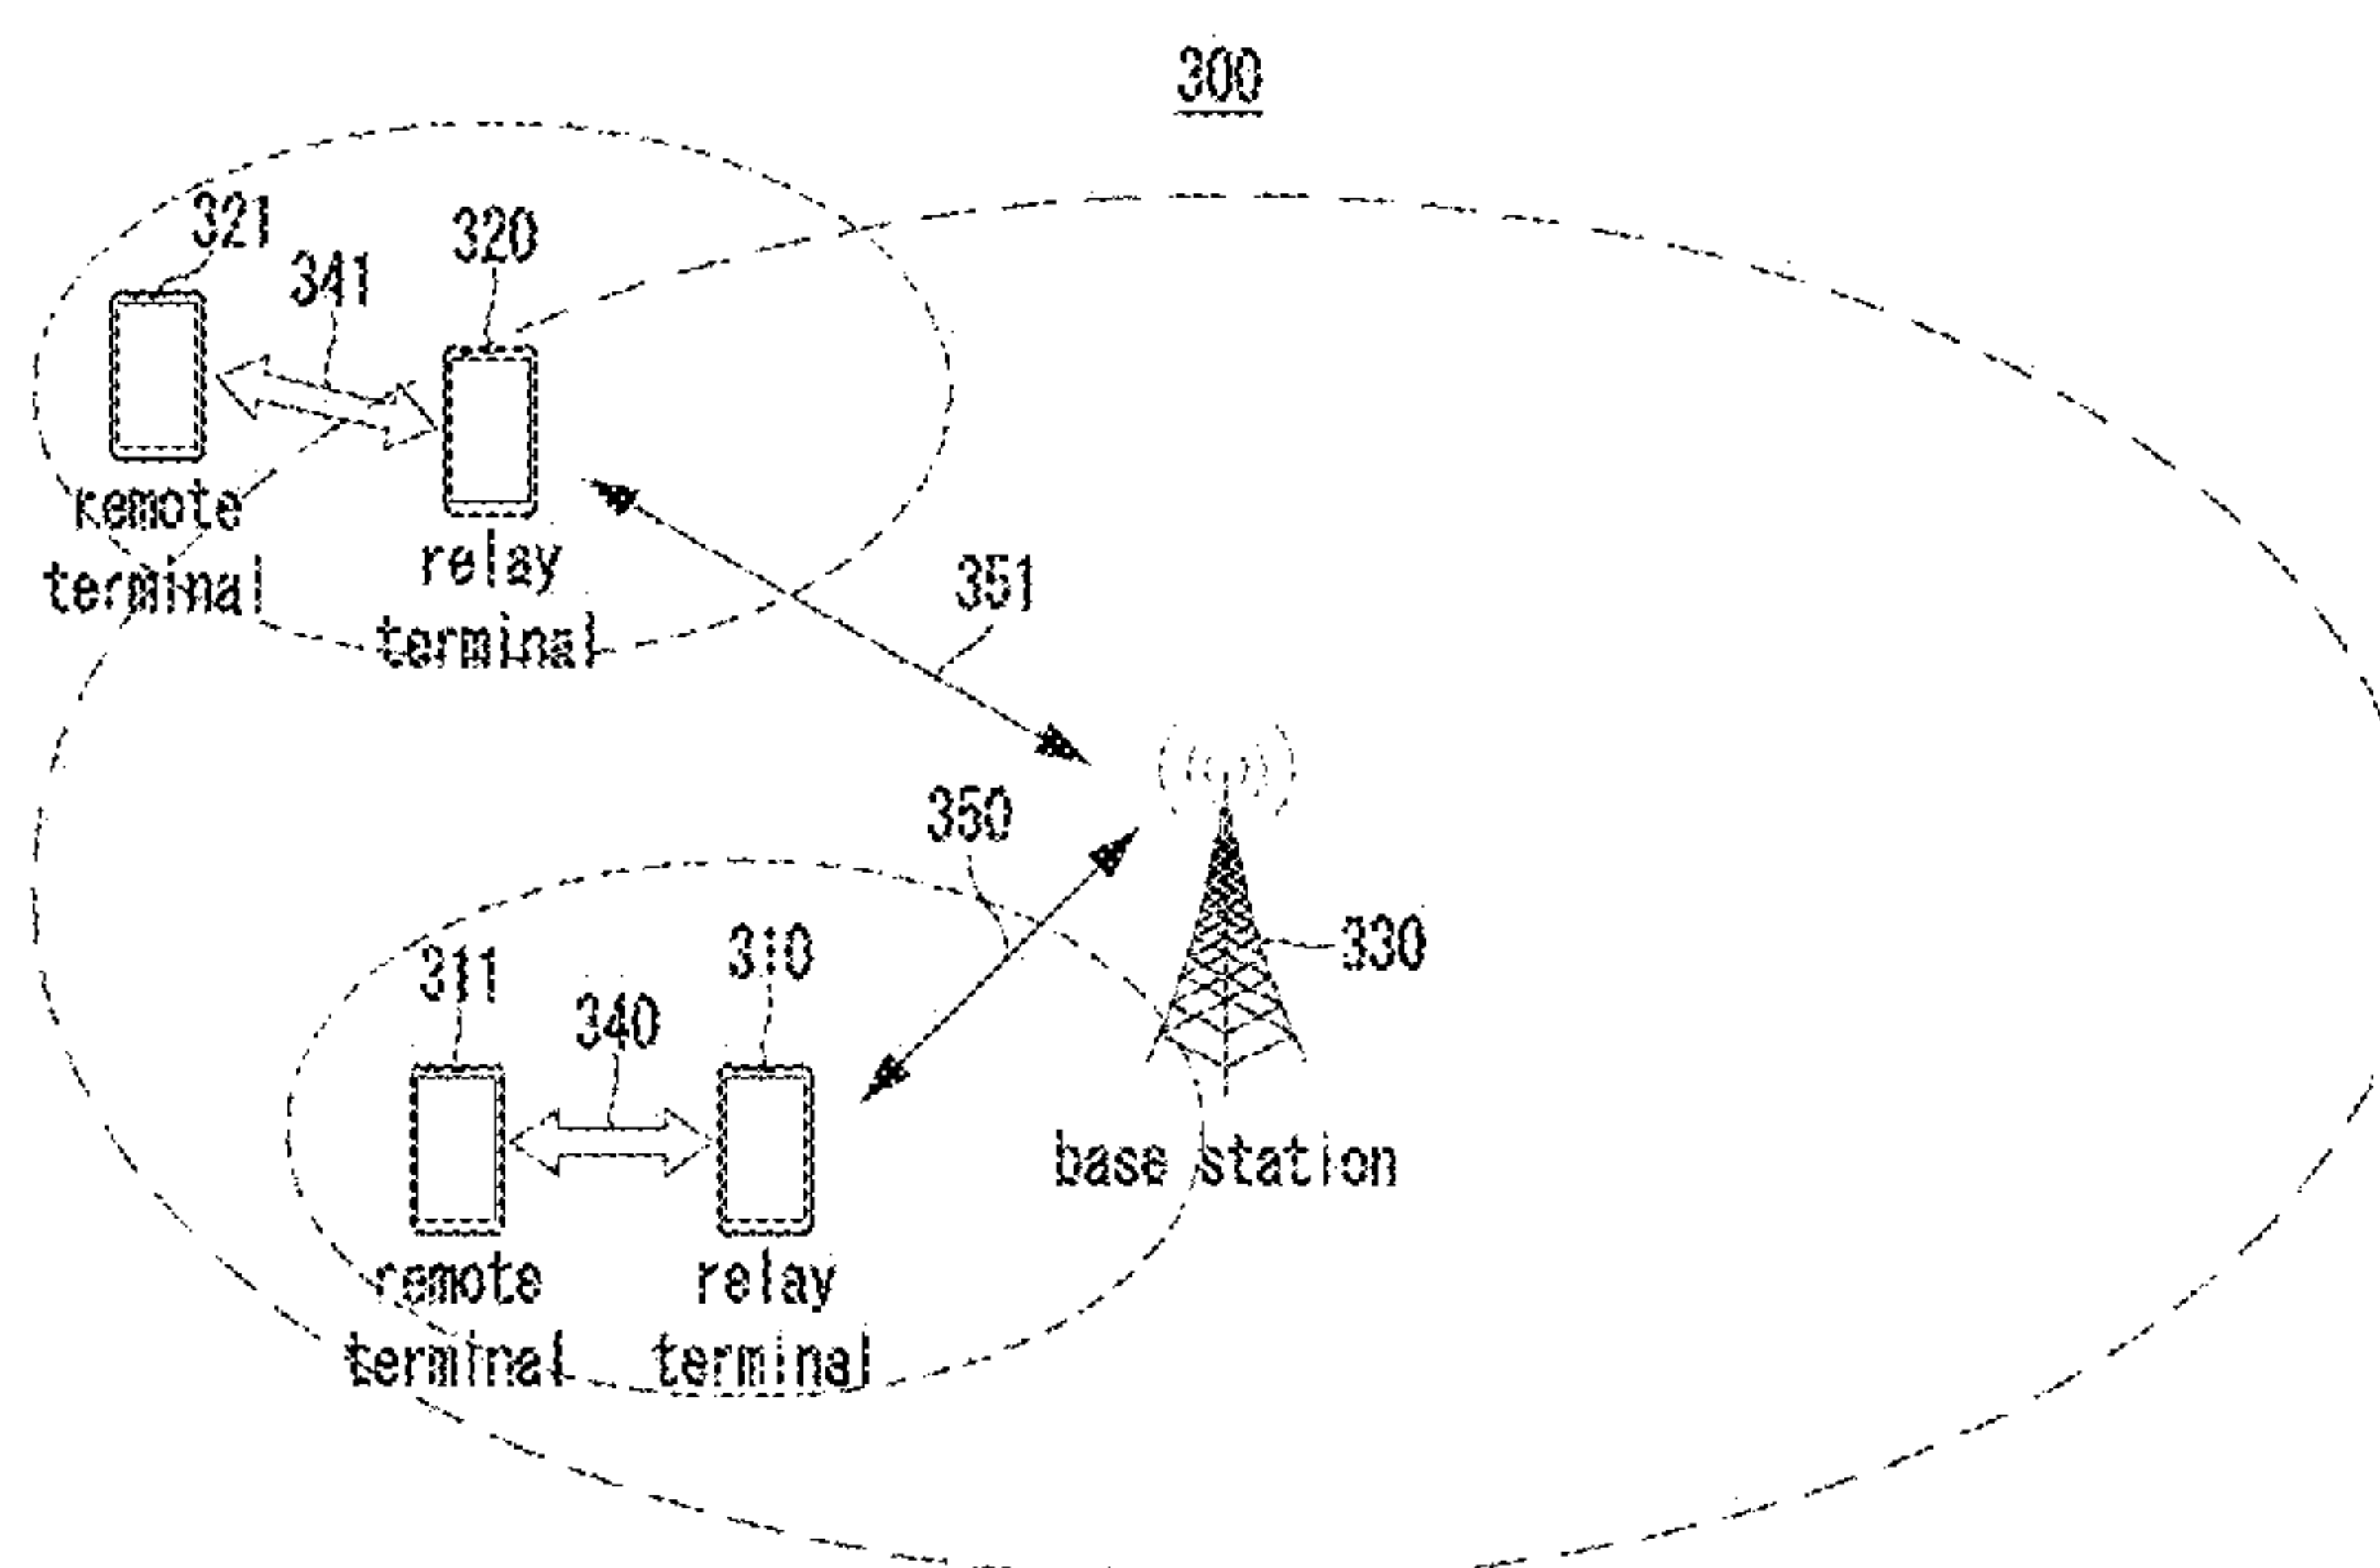 300
321
320
341
remote
terminal
relay
terminal
351
350
330
311
310
340
base station
remote
terminal
relay
terminal